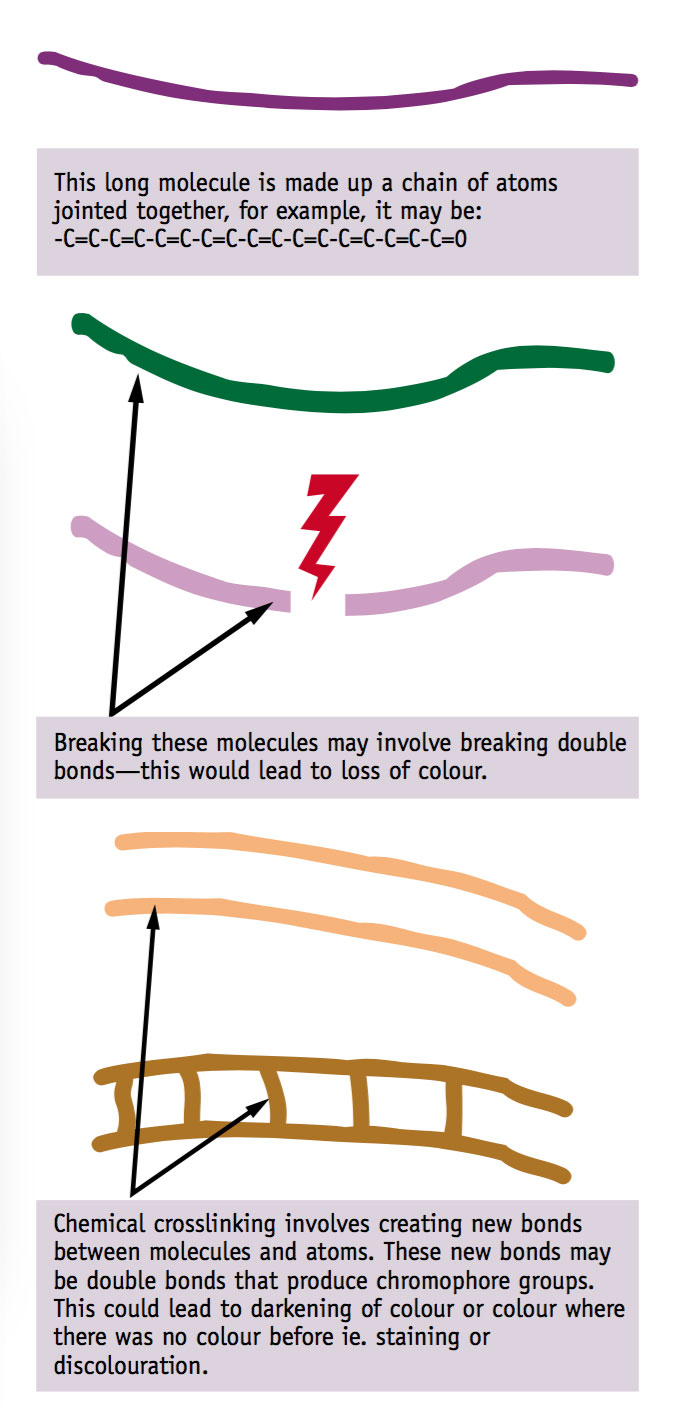 This long molecule is made up a chain of atoms
jointed together, for example, it may be:
-C=C-C=C-C=C-C=C-C=C-C=C-C=C-C=C-C=O
Breaking these molecules may involve breaking double
bonds—this would lead to loss of colour.
Chemical crosslinking involves creating new bonds
between molecules and atoms. These new bonds may
be double bonds that produce chromophore groups.
This could lead to darkening of colour or colour where
there was no colour before ie. staining or
discolouration.